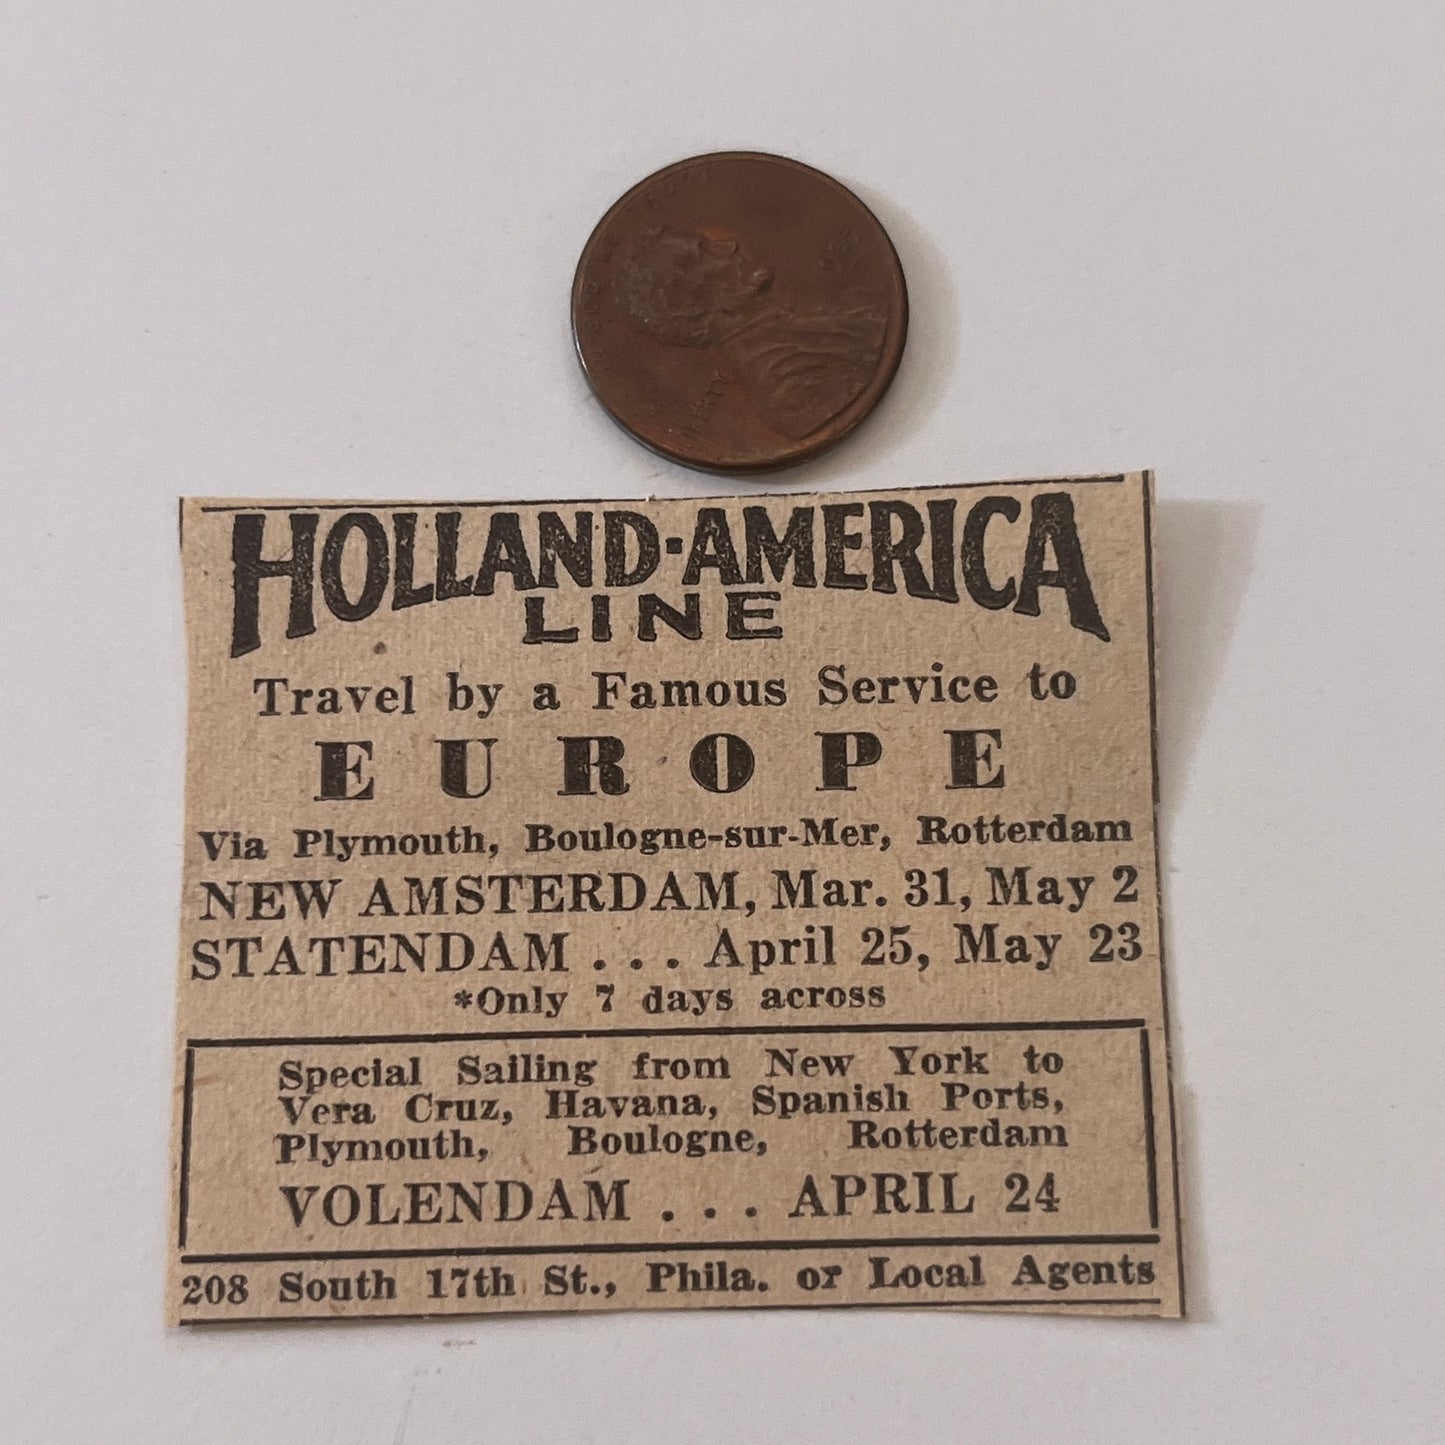 LIBERTY
HOLLAND-AMERICA
LINE
Travel by a Famous Service to
EUROPE
Via Plymouth, Boulogne-sur-Mer, Rotterdam
NEW AMSTERDAM, Mar. 31, May 2
STATENDAM . . . April 25, May 23
*Only 7 days across
Special Sailing from New York to
Vera Cruz, Havana, Spanish Ports,
Plymouth, Boulogne, Rotterdam
VOLENDAM . . . APRIL 24
208 South 17th St., Phila. or Local Agents